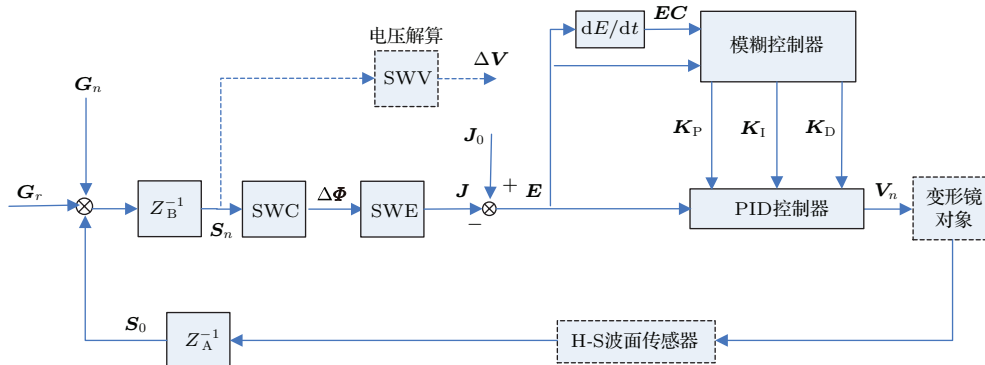 dE/dt
EC
模糊控制器
电压解算
SWV
ΔV
G_n
J_0
K_P
K_I
K_D
G_r
Z_B^{-1}
S_n
SWC
ΔΦ
SWE
J
+
−
E
PID控制器
V_n
变形镜
对象
S_0
Z_A^{-1}
H-S波面传感器